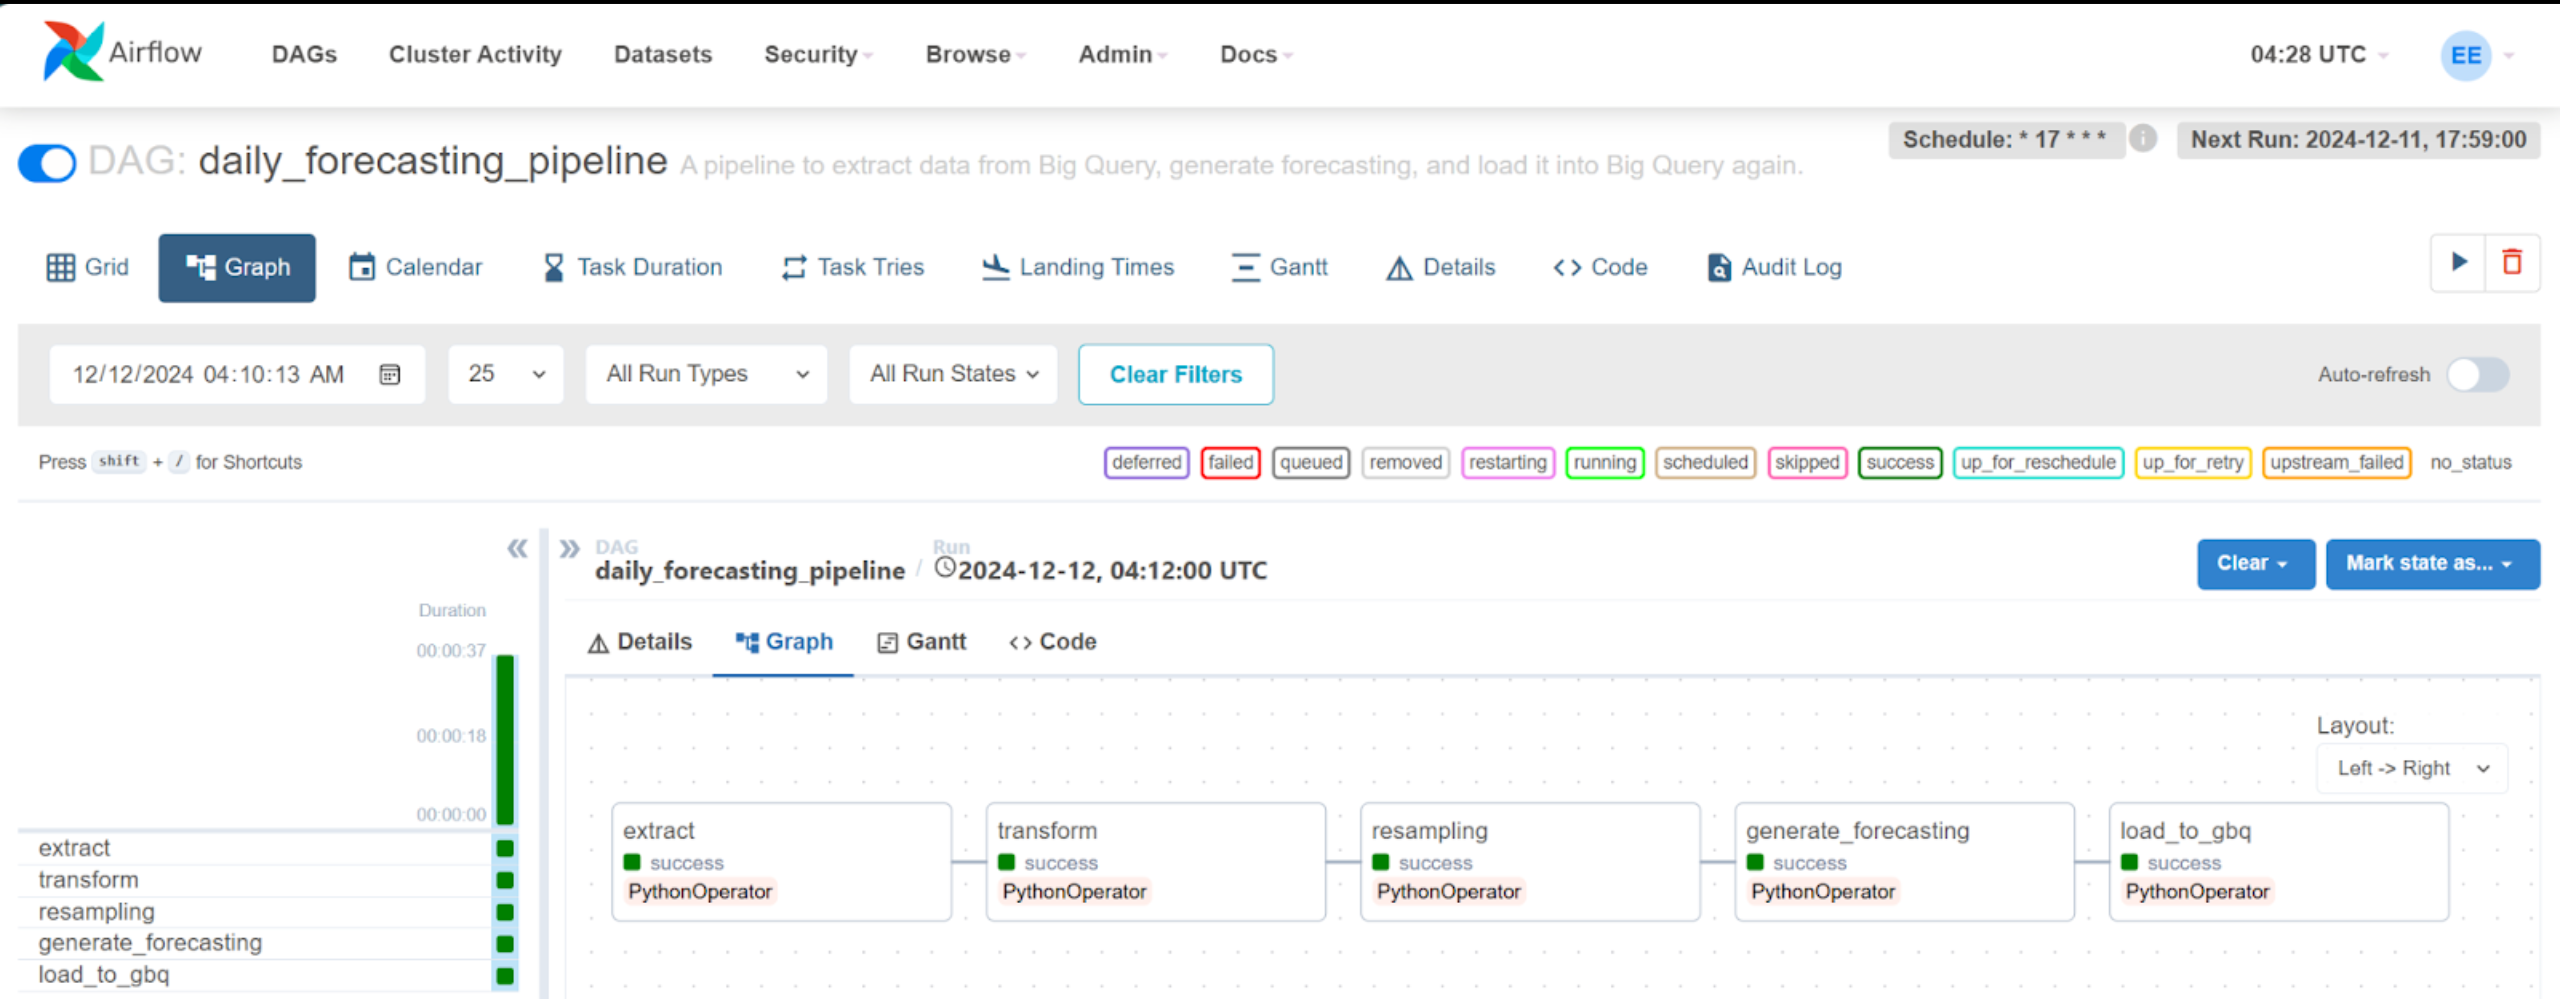 Airflow DAGs Cluster Activity Datasets Security Browse Admin Docs 04:28 UTC EE
Schedule: * 17 * * * i Next Run: 2024-12-11, 17:59:00
DAG: daily_forecasting_pipeline A pipeline to extract data from Big Query, generate forecasting, and load it into Big Query again.
Grid Graph Calendar Task Duration Task Tries Landing Times Gantt Details Code Audit Log
12/12/2024 04:10:13 AM 25 All Run Types All Run States Clear Filters Auto-refresh
Press shift + / for Shortcuts deferred failed queued removed restarting running scheduled skipped success up_for_reschedule up_for_retry upstream_failed no_status
DAG Run
daily_forecasting_pipeline / 2024-12-12, 04:12:00 UTC Clear Mark state as...
Duration
00:00:37
00:00:18
00:00:00
extract
transform
resampling
generate_forecasting
load_to_gbq
Details Graph Gantt Code
Layout:
Left -> Right
extract
success
PythonOperator
transform
success
PythonOperator
resampling
success
PythonOperator
generate_forecasting
success
PythonOperator
load_to_gbq
success
PythonOperator